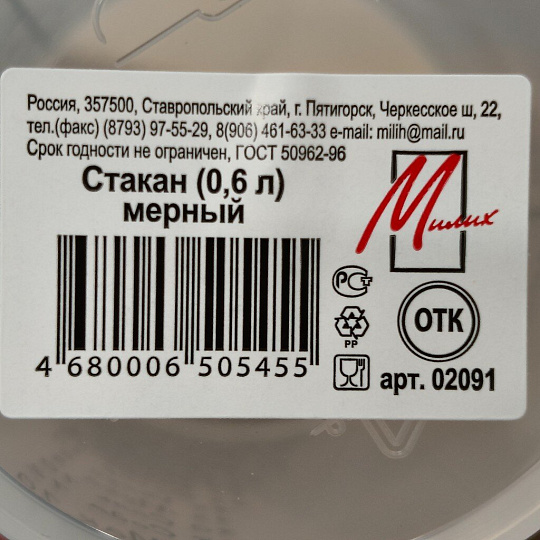 Россия, 357500, Ставропольский край, г. Пятигорск, Черкесское ш, 22,
тел.(факс) (8793) 97-55-29, 8(906) 461-63-33 e-mail: milih@mail.ru
Срок годности не ограничен, ГОСТ 50962-96
Стакан (0,6 л)
мерный
Милих
РСТ
ОТК
PP
4 680006 505455
арт. 02091